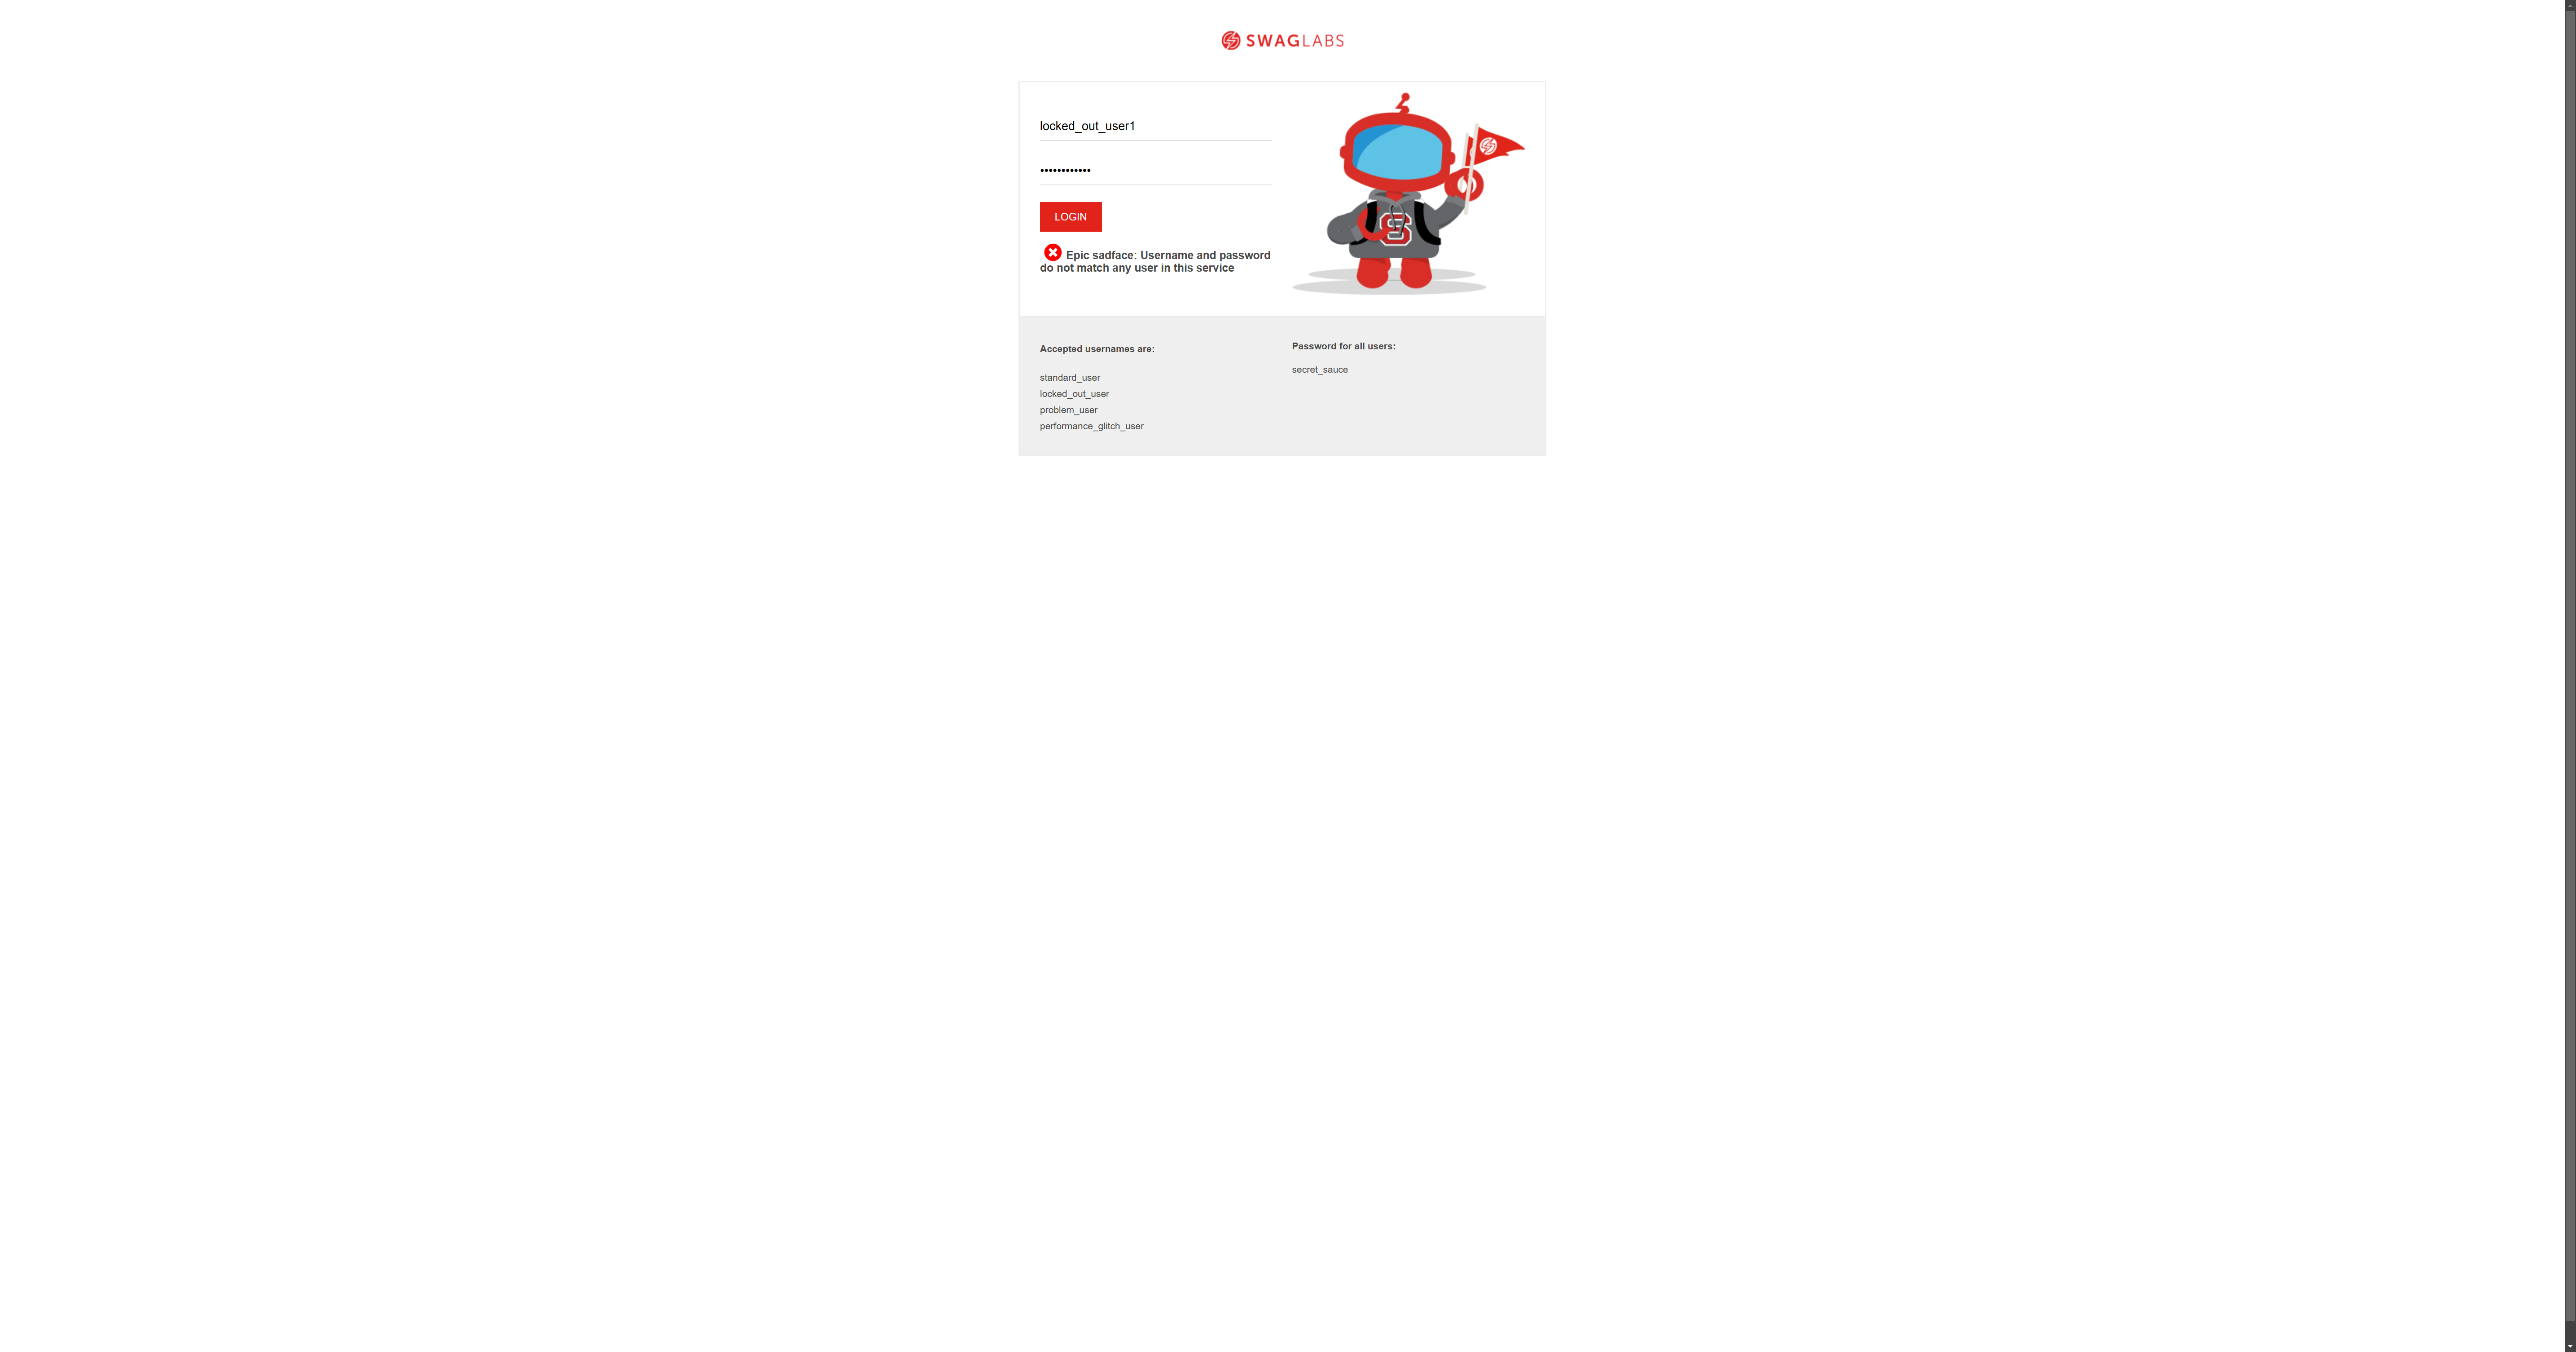 SWAGLABS
locked_out_user1
••••••••••••
LOGIN
Epic sadface: Username and password
do not match any user in this service
S
Accepted usernames are:
standard_user
locked_out_user
problem_user
performance_glitch_user
Password for all users:
secret_sauce